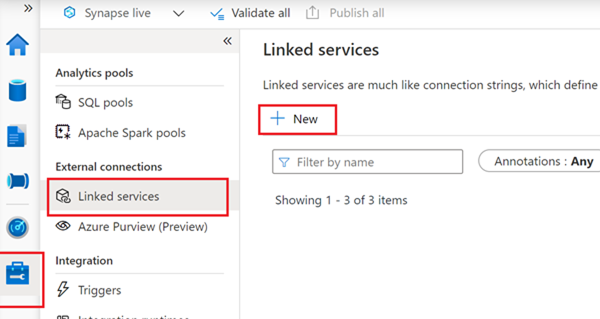 Synapse live
Validate all
Publish all
Analytics pools
SQL pools
Apache Spark pools
External connections
Linked services
Azure Purview (Preview)
Integration
Triggers
Integration runtimes
Linked services
Linked services are much like connection strings, which define
New
Filter by name
Annotations : Any
Showing 1 - 3 of 3 items